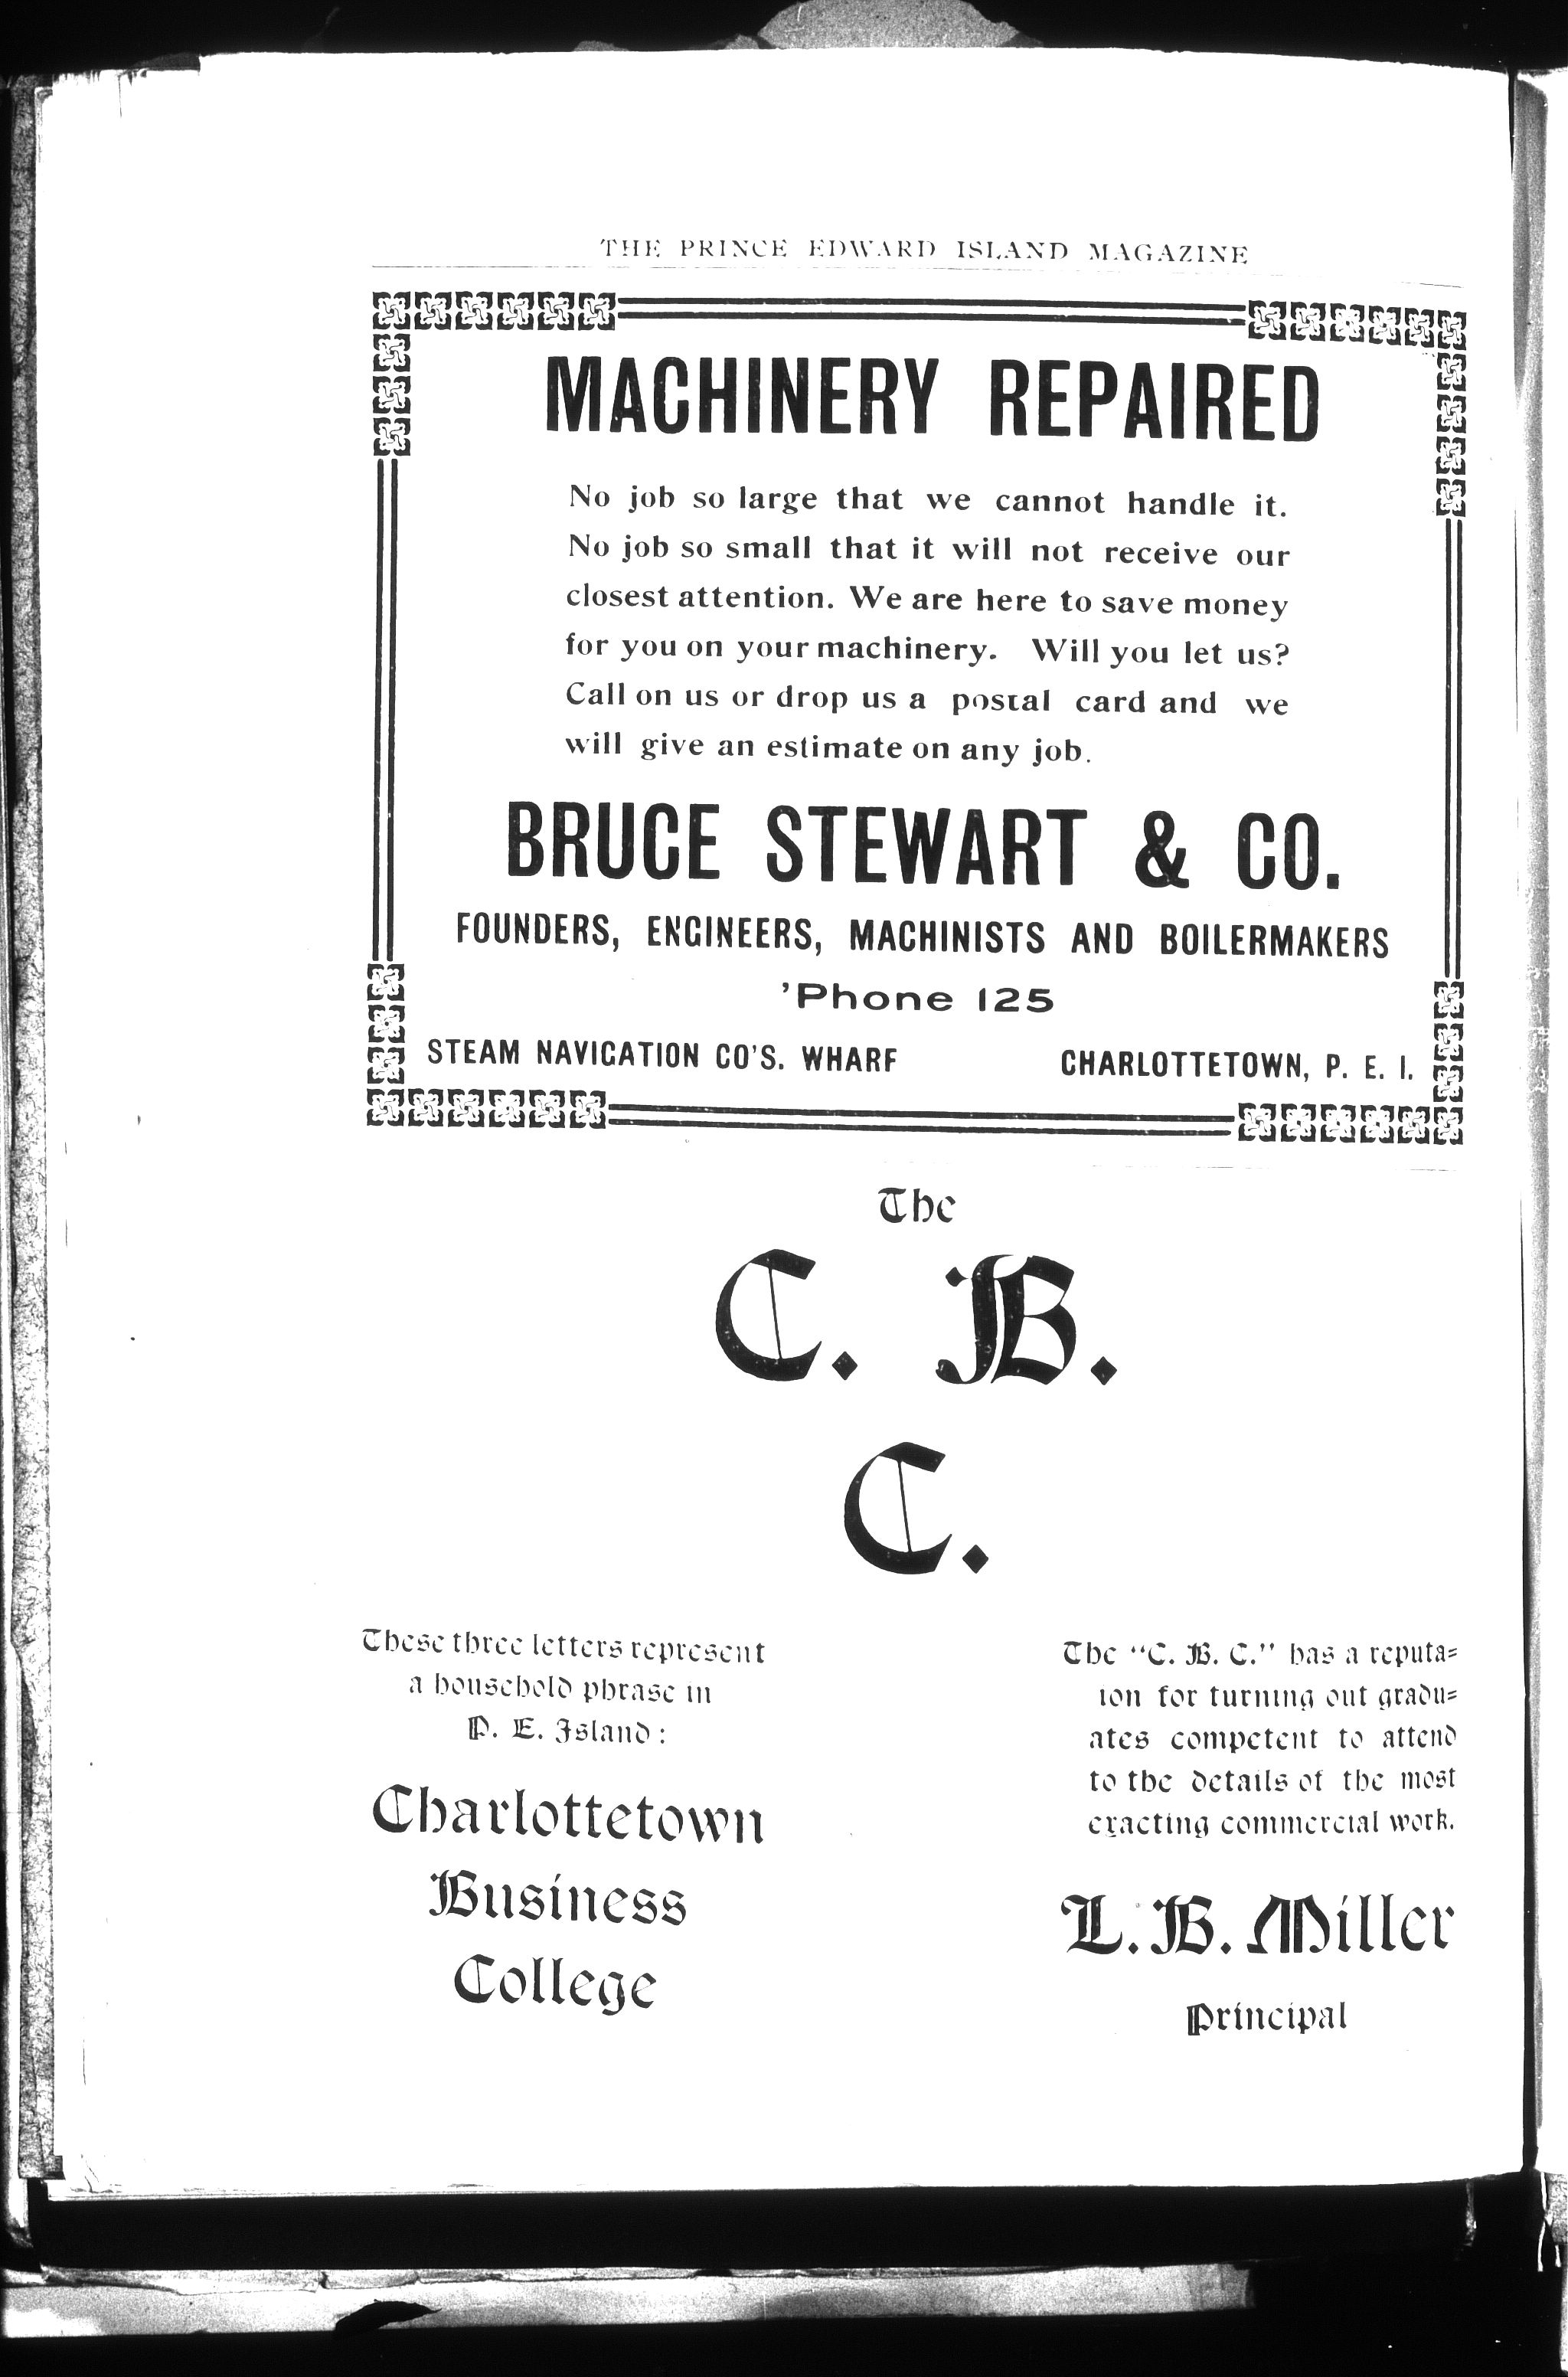 THE PRINCE EDWARD ISLAND MAGAZINE
MACHINERY REPAIRED
No job so large that we cannot handle it.
No job so small that it will not receive our
closest attention. We are here to save money
for you on your machinery. Will you let us?
Call on us or drop us a postal card and we
will give an estimate on any job.
BRUCE STEWART & CO.
FOUNDERS, ENGINEERS, MACHINISTS AND BOILERMAKERS
'Phone 125
STEAM NAVIGATION CO'S. WHARF CHARLOTTETOWN, P. E. I.
The
C. B.
C.
These three letters represent
a household phrase in
P. E. Island:
Charlottetown
Business
College
The "C. B. C." has a reputa-
ion for turning out gradu-
ates competent to attend
to the details of the most
exacting commercial work.
L. B. Miller
Principal